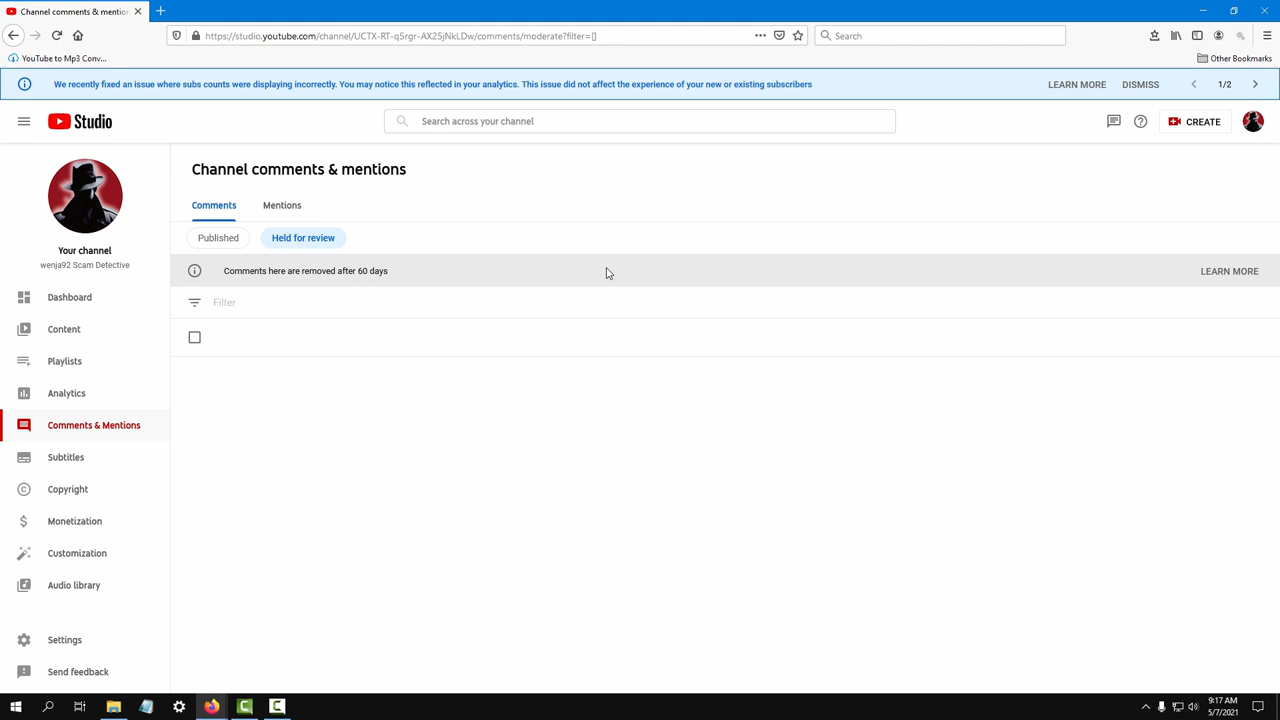 Channel comments & mention
https://studio.youtube.com/channel/UCTX-RT-q5rgr-AX25jNkLDw/comments/moderate?filter=[]
Search
YouTube to Mp3 Conv...
Other Bookmarks
We recently fixed an issue where subs counts were displaying incorrectly. You may notice this reflected in your analytics. This issue did not affect the experience of your new or existing subscribers
LEARN MORE
DISMISS
1/2
Studio
Search across your channel
CREATE
Channel comments & mentions
Comments
Mentions
Published
Held for review
Comments here are removed after 60 days
LEARN MORE
Filter
Your channel
wenja92 Scam Detective
Dashboard
Content
Playlists
Analytics
Comments & Mentions
Subtitles
Copyright
Monetization
Customization
Audio library
Settings
Send feedback
9:17 AM
5/7/2021